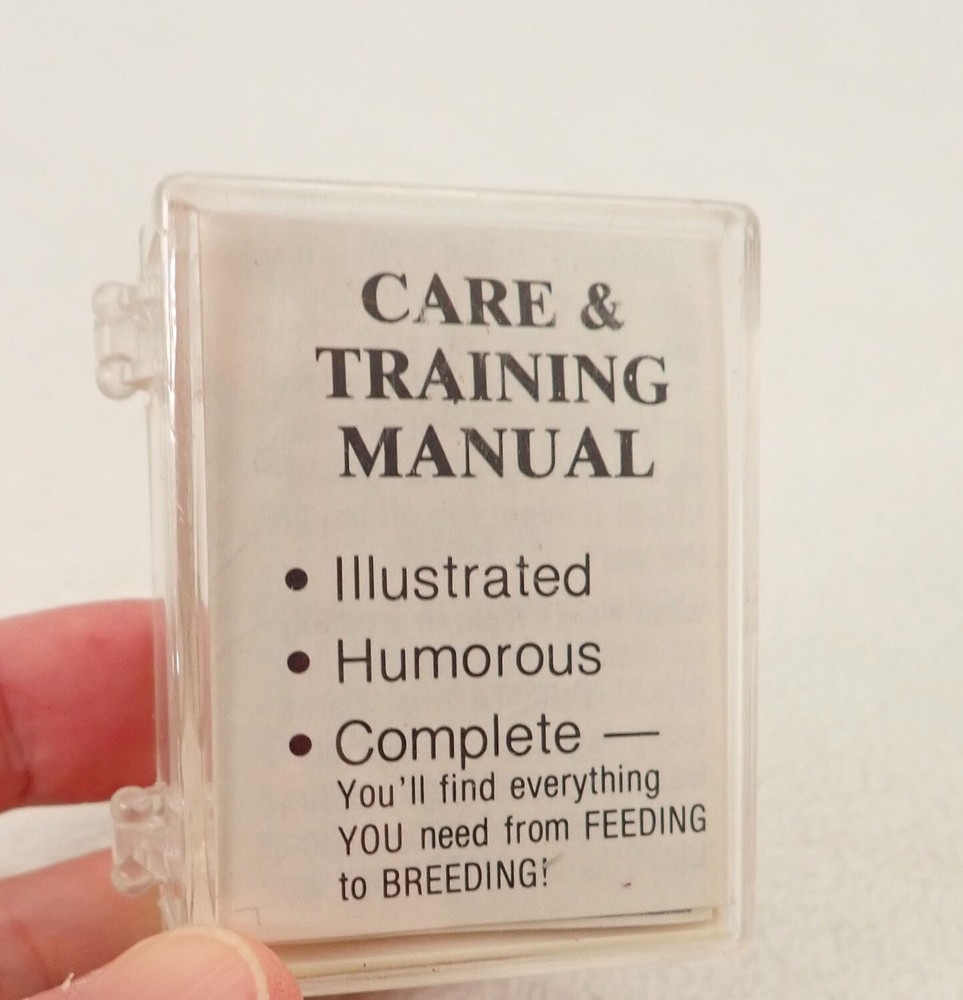 CARE &
TRAINING
MANUAL
• Illustrated
• Humorous
• Complete —
You'll find everything
YOU need from FEEDING
to BREEDING!